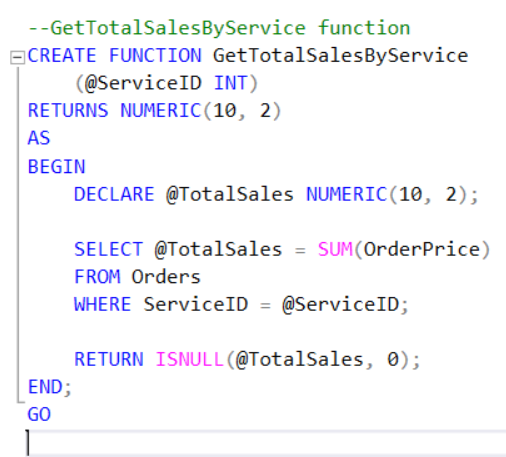 --GetTotalSalesByService function
CREATE FUNCTION GetTotalSalesByService
(@ServiceID INT)
RETURNS NUMERIC(10, 2)
AS
BEGIN
DECLARE @TotalSales NUMERIC(10, 2);
SELECT @TotalSales = SUM(OrderPrice)
FROM Orders
WHERE ServiceID = @ServiceID;
RETURN ISNULL(@TotalSales, 0);
END;
GO